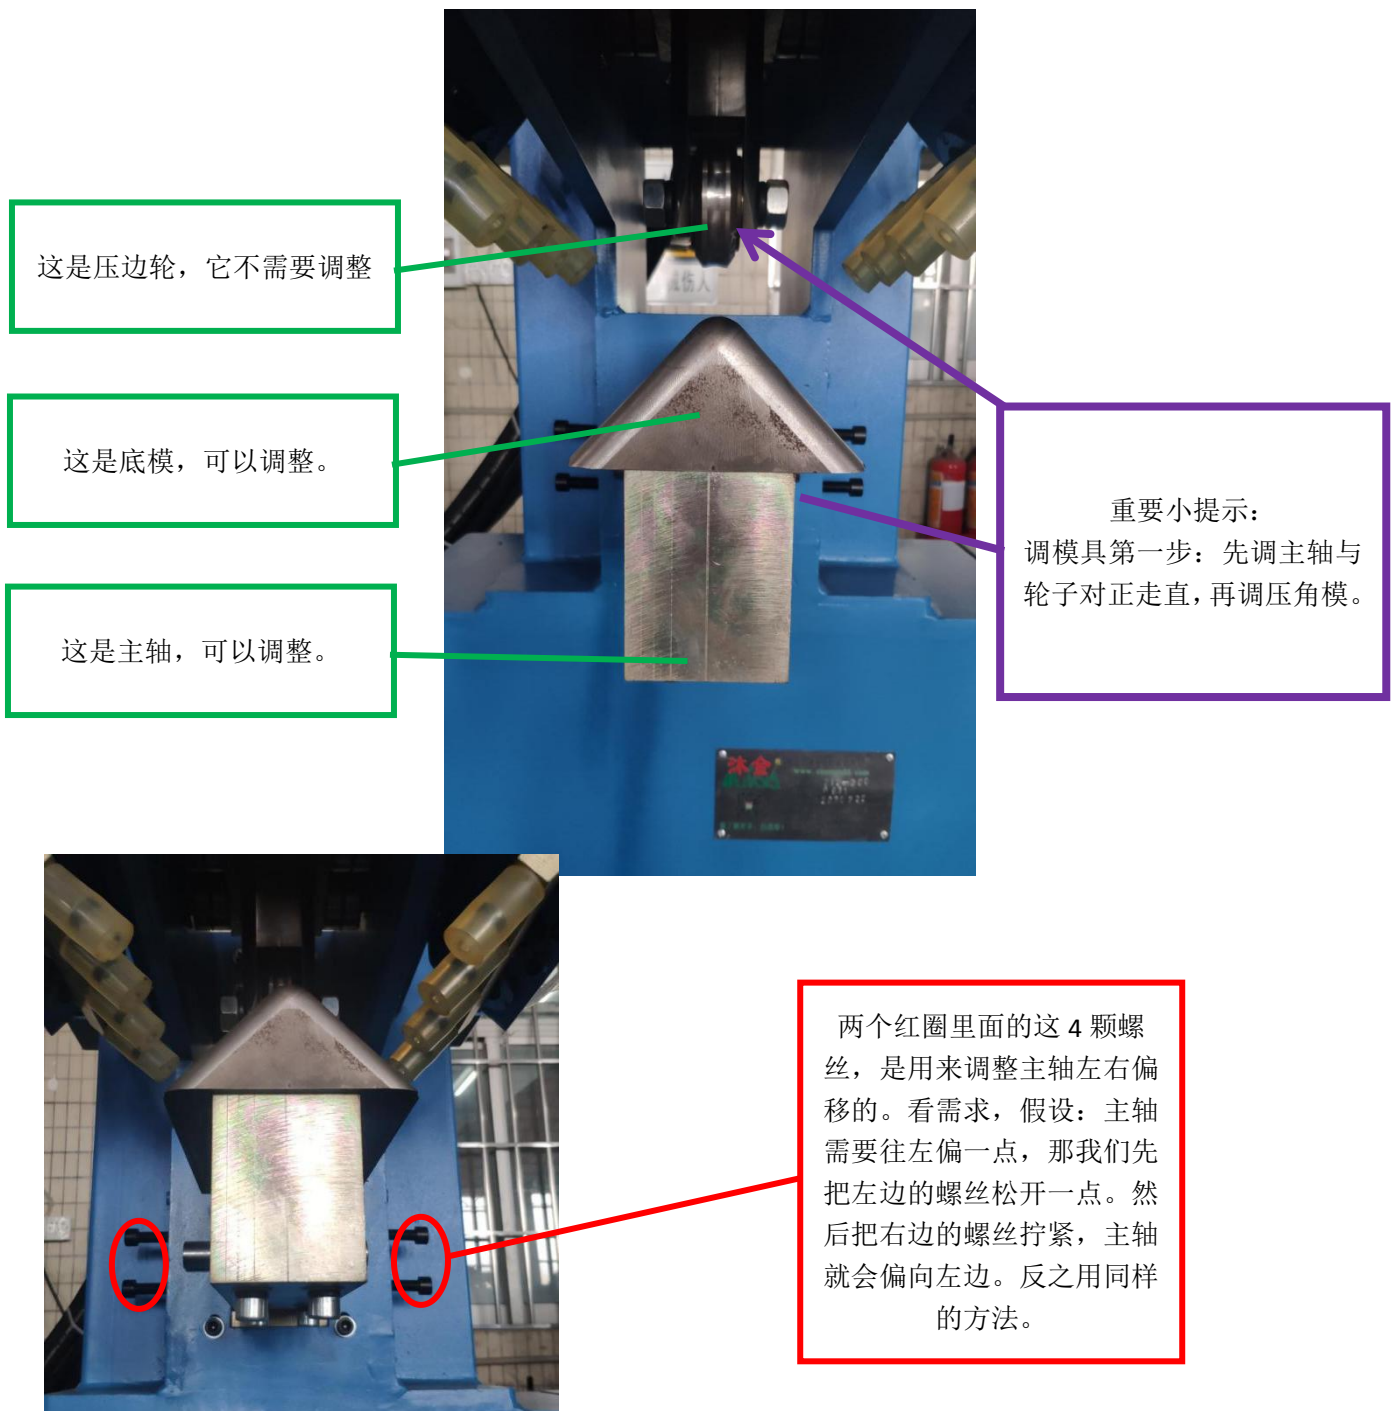 这是压边轮，它不需要调整
这是底模，可以调整。
这是主轴，可以调整。
重要小提示：
调模具第一步：先调主轴与
轮子对正走直，再调压角模。
伤人
沐金
两个红圈里面的这 4 颗螺
丝，是用来调整主轴左右偏
移的。看需求，假设：主轴
需要往左偏一点，那我们先
把左边的螺丝松开一点。然
后把右边的螺丝拧紧，主轴
就会偏向左边。反之用同样
的方法。